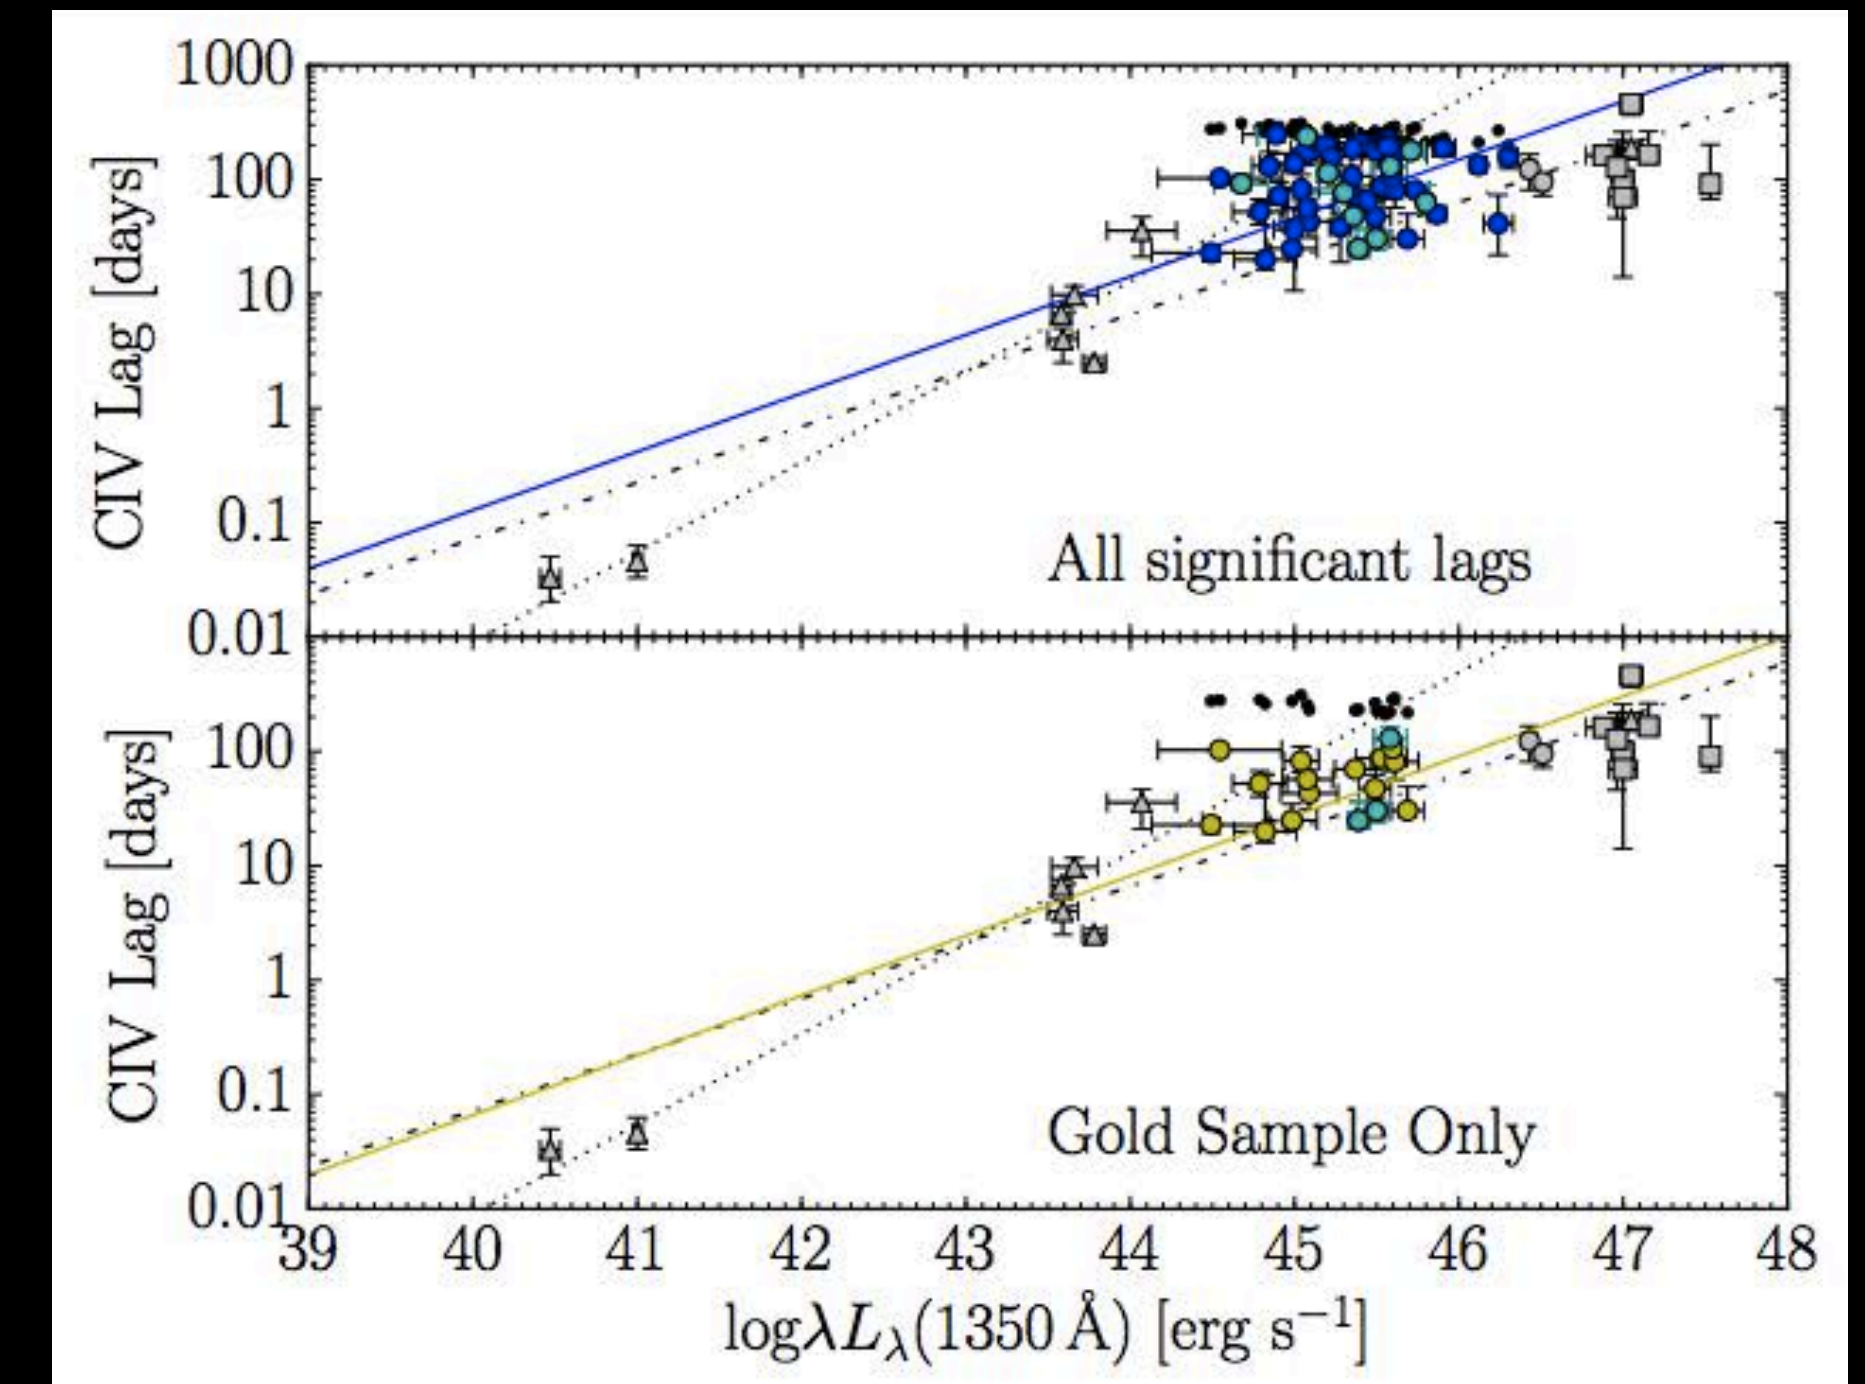 1000
100
10
1
0.1
0.01
CIV Lag [days]
All significant lags
100
10
1
0.1
0.01
CIV Lag [days]
Gold Sample Only
39 40 41 42 43 44 45 46 47 48
logλL_λ(1350 Å) [erg s⁻¹]